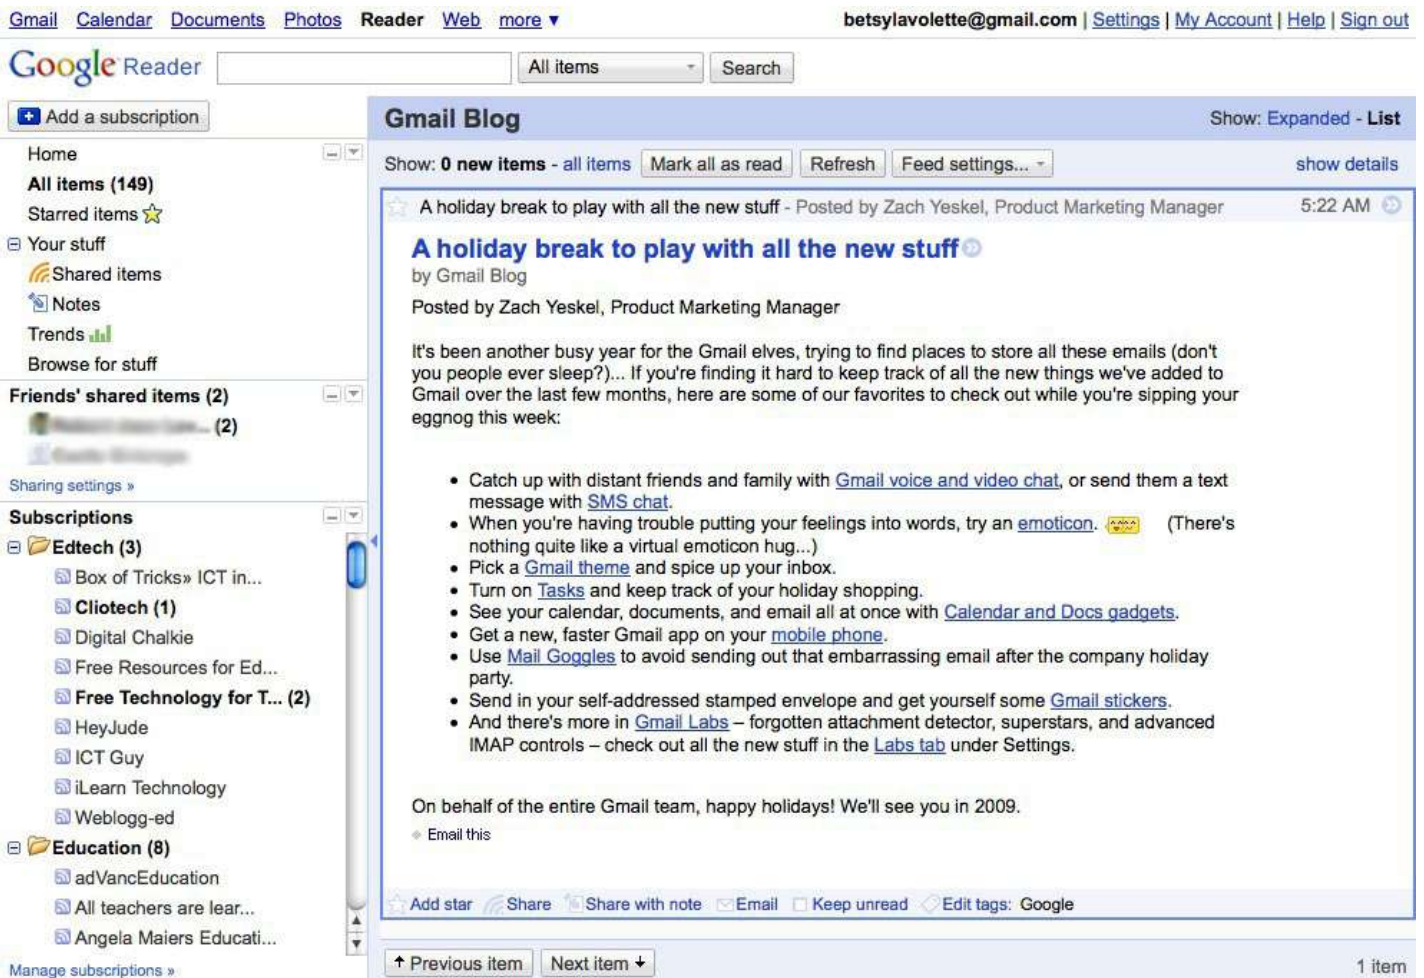 Gmail Calendar Documents Photos Reader Web more ▼
betsylavolette@gmail.com | Settings | My Account | Help | Sign out
Google Reader
All items
Search
Add a subscription
Home
All items (149)
Starred items
Your stuff
Shared items
Notes
Trends
Browse for stuff
Friends' shared items (2)
(2)
Sharing settings »
Subscriptions
Edtech (3)
Box of Tricks» ICT in...
Cliotech (1)
Digital Chalkie
Free Resources for Ed...
Free Technology for T... (2)
HeyJude
ICT Guy
iLearn Technology
Weblogg-ed
Education (8)
adVancEducation
All teachers are lear...
Angela Maiers Educati...
Manage subscriptions »
Gmail Blog
Show: Expanded - List
Show: 0 new items - all items Mark all as read Refresh Feed settings...
show details
A holiday break to play with all the new stuff - Posted by Zach Yeskel, Product Marketing Manager
5:22 AM
A holiday break to play with all the new stuff
by Gmail Blog
Posted by Zach Yeskel, Product Marketing Manager
It's been another busy year for the Gmail elves, trying to find places to store all these emails (don't
you people ever sleep?)... If you're finding it hard to keep track of all the new things we've added to
Gmail over the last few months, here are some of our favorites to check out while you're sipping your
eggnog this week:
• Catch up with distant friends and family with Gmail voice and video chat, or send them a text
message with SMS chat.
• When you're having trouble putting your feelings into words, try an emoticon. (There's
nothing quite like a virtual emoticon hug...)
• Pick a Gmail theme and spice up your inbox.
• Turn on Tasks and keep track of your holiday shopping.
• See your calendar, documents, and email all at once with Calendar and Docs gadgets.
• Get a new, faster Gmail app on your mobile phone.
• Use Mail Goggles to avoid sending out that embarrassing email after the company holiday
party.
• Send in your self-addressed stamped envelope and get yourself some Gmail stickers.
• And there's more in Gmail Labs – forgotten attachment detector, superstars, and advanced
IMAP controls – check out all the new stuff in the Labs tab under Settings.
On behalf of the entire Gmail team, happy holidays! We'll see you in 2009.
Email this
Add star Share Share with note Email Keep unread Edit tags: Google
Previous item Next item
1 item